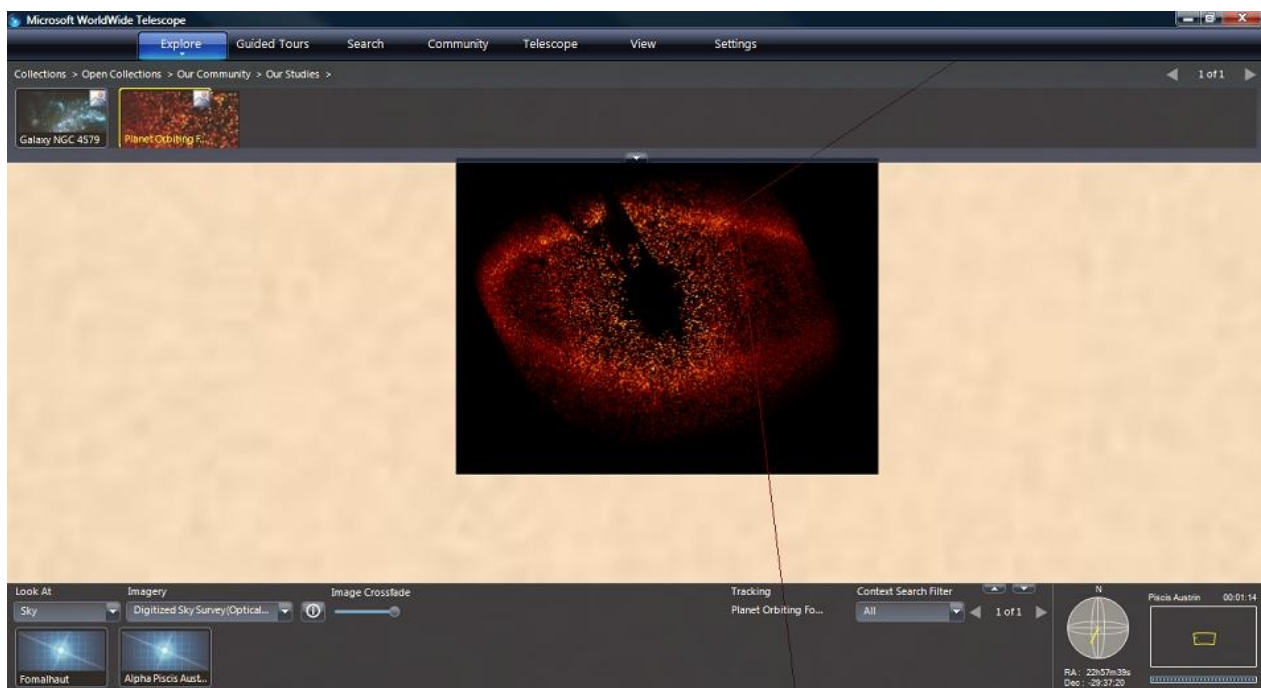 Microsoft WorldWide Telescope
Explore Guided Tours Search Community Telescope View Settings
Collections > Open Collections > Our Community > Our Studies >
1 of 1
Galaxy NGC 4579
Planet Orbiting F...
Look At
Imagery
Image Crossfade
Tracking
Context Search Filter
Sky
Digitized Sky Survey (Optical...
Planet Orbiting Fo...
All
1 of 1
Fomalhaut
Alpha Piscis Aust...
N
RA : 22h57m39s
Dec : -29:37:20
Piscis Austrin 00:01:14